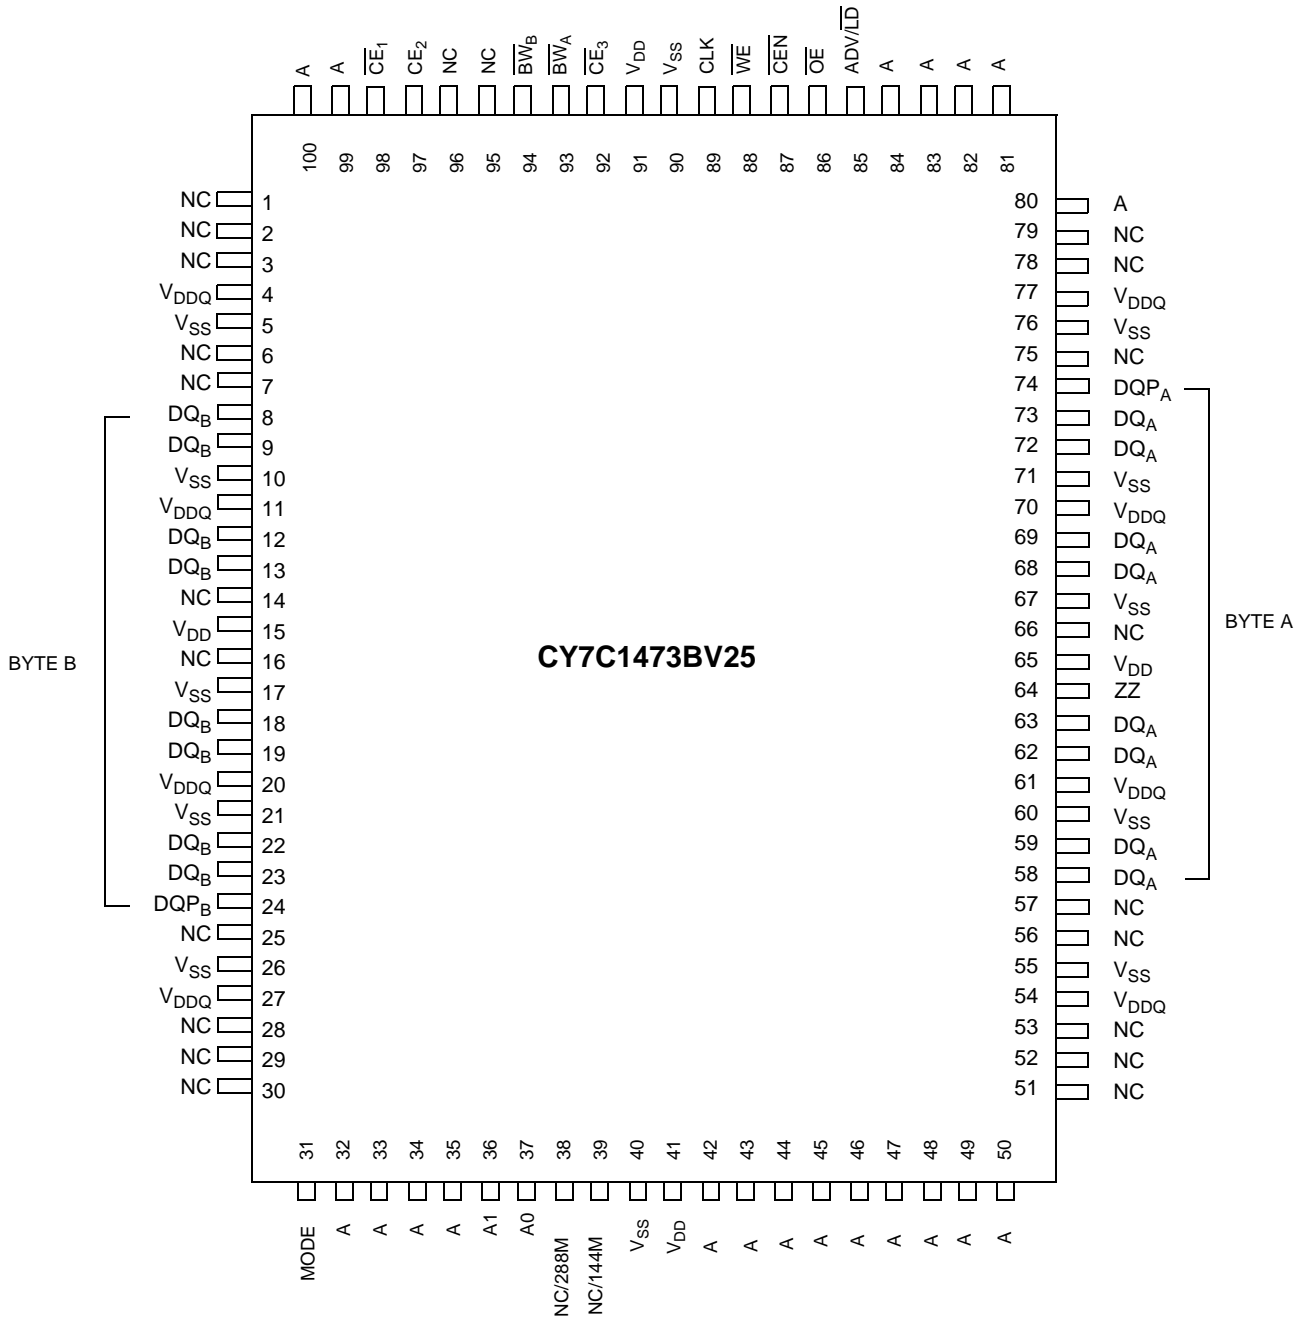 A A CE1 CE2 NC NC BWB BWA CE3 VDD VSS CLK WE CEN OE ADV/LD A A A A
100 99 98 97 96 95 94 93 92 91 90 89 88 87 86 85 84 83 82 81
NC 1 80 A
NC 2 79 NC
NC 3 78 NC
VDDQ 4 77 VDDQ
VSS 5 76 VSS
NC 6 75 NC
NC 7 74 DQPA
DQB 8 73 DQA
DQB 9 72 DQA
VSS 10 71 VSS
VDDQ 11 70 VDDQ
DQB 12 69 DQA
DQB 13 68 DQA
NC 14 67 VSS
BYTE A
VDD 15 66 NC
CY7C1473BV25
BYTE B
NC 16 65 VDD
VSS 17 64 ZZ
DQB 18 63 DQA
DQB 19 62 DQA
VDDQ 20 61 VDDQ
VSS 21 60 VSS
DQB 22 59 DQA
DQB 23 58 DQA
DQPB 24 57 NC
NC 25 56 NC
VSS 26 55 VSS
VDDQ 27 54 VDDQ
NC 28 53 NC
NC 29 52 NC
NC 30 51 NC
31 32 33 34 35 36 37 38 39 40 41 42 43 44 45 46 47 48 49 50
MODE A A A A A1 A0 NC/288M NC/144M VSS VDD A A A A A A A A A